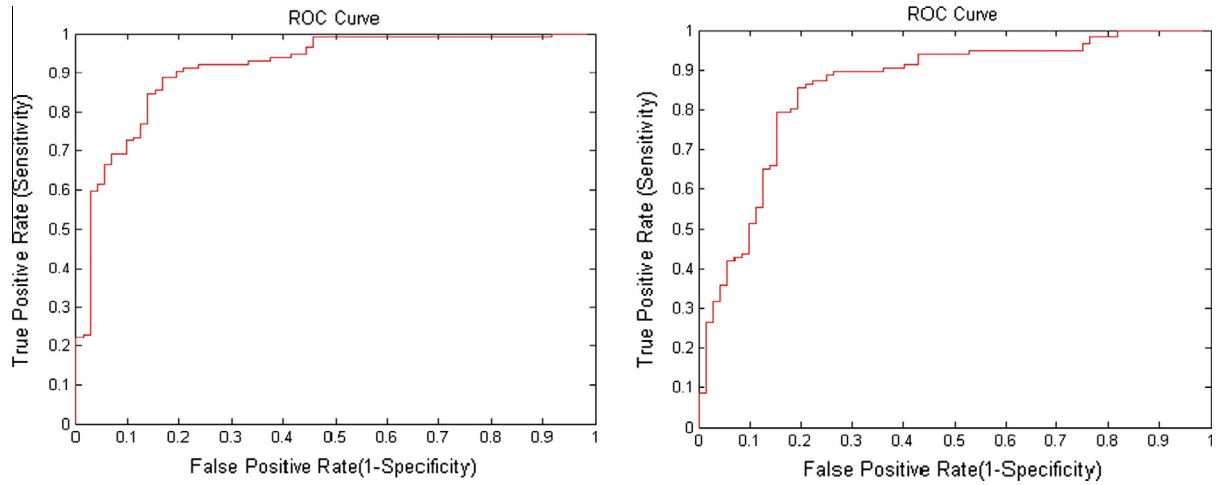 ROC Curve
True Positive Rate (Sensitivity)
1
0.9
0.8
0.7
0.6
0.5
0.4
0.3
0.2
0.1
0
0 0.1 0.2 0.3 0.4 0.5 0.6 0.7 0.8 0.9 1
False Positive Rate(1-Specificity)
ROC Curve
True Positive Rate (Sensitivity)
1
0.9
0.8
0.7
0.6
0.5
0.4
0.3
0.2
0.1
0
0 0.1 0.2 0.3 0.4 0.5 0.6 0.7 0.8 0.9 1
False Positive Rate(1-Specificity)